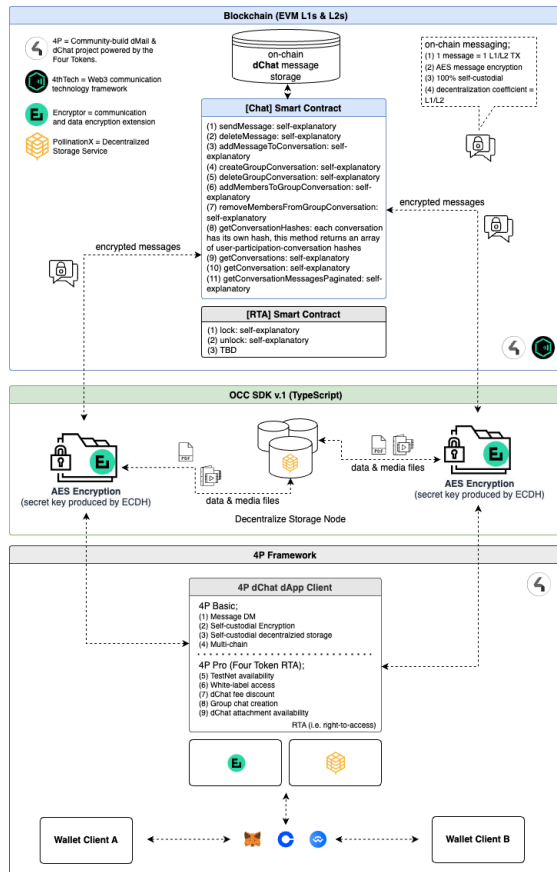 Blockchain (EVM L1s & L2s)
4P = Community-build dMail &
dChat project powered by the
Four Tokens.
4thTech = Web3 communication
technology framework
Encryptor = communication
and data encryption extension
PollinationX = Decentralized
Storage Service
on-chain
dChat message
storage
on-chain messaging;
(1) 1 message = 1 L1/L2 TX
(2) AES message encryption
(3) 100% self-custodial
(4) decentralization coefficient =
L1/L2
[Chat] Smart Contract
(1) sendMessage: self-explanatory
(2) deleteMessage: self-explanatory
(3) addMessageToConversation: self-
explanatory
(4) createGroupConversation: self-explanatory
(5) deleteGroupConversation: self-explanatory
(6) addMembersToGroupConversation: self-
explanatory
(7) removeMembersFromGroupConversation:
self-explanatory
(8) getConversationHashes: each conversation
has its own hash, this method returns an array
of user-participation-conversation hashes
(9) getConversations: self-explanatory
(10) getConversation: self-explanatory
(11) getConversationMessagesPaginated: self-
explanatory
encrypted messages
encrypted messages
[RTA] Smart Contract
(1) lock: self-explanatory
(2) unlock: self-explanatory
(3) TBD
OCC SDK v.1 (TypeScript)
PDF
PDF
data & media files
data & media files
AES Encryption
(secret key produced by ECDH)
AES Encryption
(secret key produced by ECDH)
Decentralize Storage Node
4P Framework
4P dChat dApp Client
4P Basic;
(1) Message DM
(2) Self-custodial Encryption
(3) Self-custodial decentralzied storage
(4) Multi-chain
4P Pro (Four Token RTA);
(5) TestNet availability
(6) White-label access
(7) dChat fee discount
(8) Group chat creation
(9) dChat attachment availability
RTA (i.e. right-to-access)
Wallet Client A
Wallet Client B